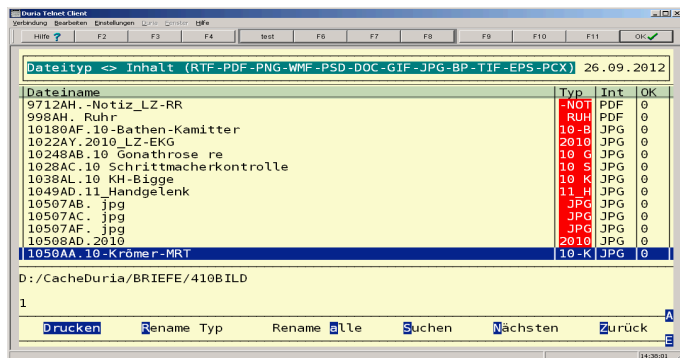 Duria Telnet Client
Verbindung Bearbeiten Einstellungen Duria Fenster Hilfe
Hilfe ? F2 F3 F4 test F6 F7 F8 F9 F10 F11 OK
Dateityp <> Inhalt (RTF-PDF-PNG-WMF-PSD-DOC-GIF-JPG-BP-TIF-EPS-PCX) 26.09.2012
Dateiname Typ Int OK
9712AH.-Notiz_LZ-RR -NOT PDF 0
998AH. Ruhr RUH PDF 0
10180AF.10-Bathen-Kamitter 10-B JPG 0
1022AY.2010_LZ-EKG 2010 JPG 0
10248AB.10 Gonathrose re 10 G JPG 0
1028AC.10 Schrittmacherkontrolle 10 S JPG 0
1038AL.10 KH-Bigge 10 K JPG 0
1049AD.11_Handgelenk 11_H JPG 0
10507AB. jpg JPG JPG 0
10507AC. jpg JPG JPG 0
10507AF. jpg JPG JPG 0
10508AD.2010 2010 JPG 0
1050AA.10-Krömer-MRT 10-K JPG 0
D:/CacheDuria/BRIEFE/410BILD
1
A
Drucken Rename Typ Rename alle Suchen Nächsten Zurück
E
14:38:01